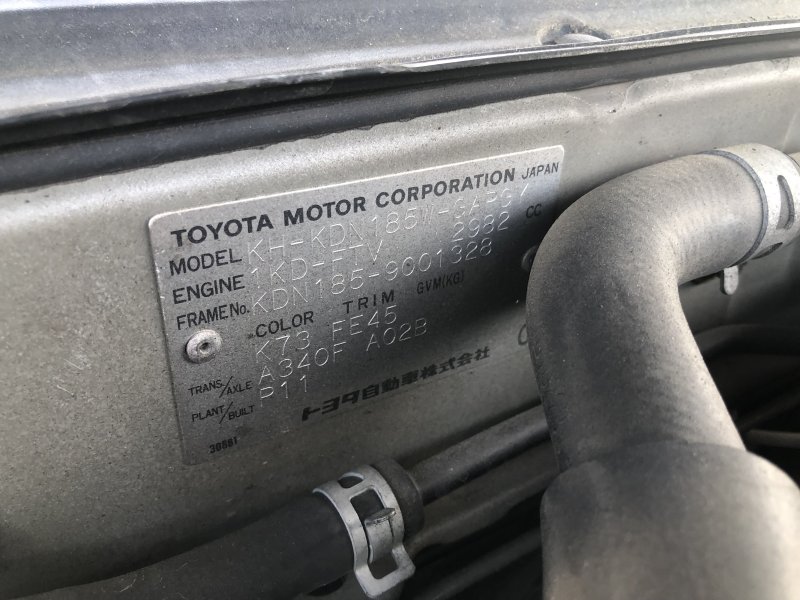 TOYOTA MOTOR CORPORATION JAPAN
MODEL KH-KDN185W-GAPGY
ENGINE 1KD-FTV 2982 CC
FRAME No. KDN185-9001328
COLOR TRIM GVM(KG)
K73 FE45
TRANS/AXLE A340F A02B
PLANT/BUILT P11
トヨタ自動車株式会社